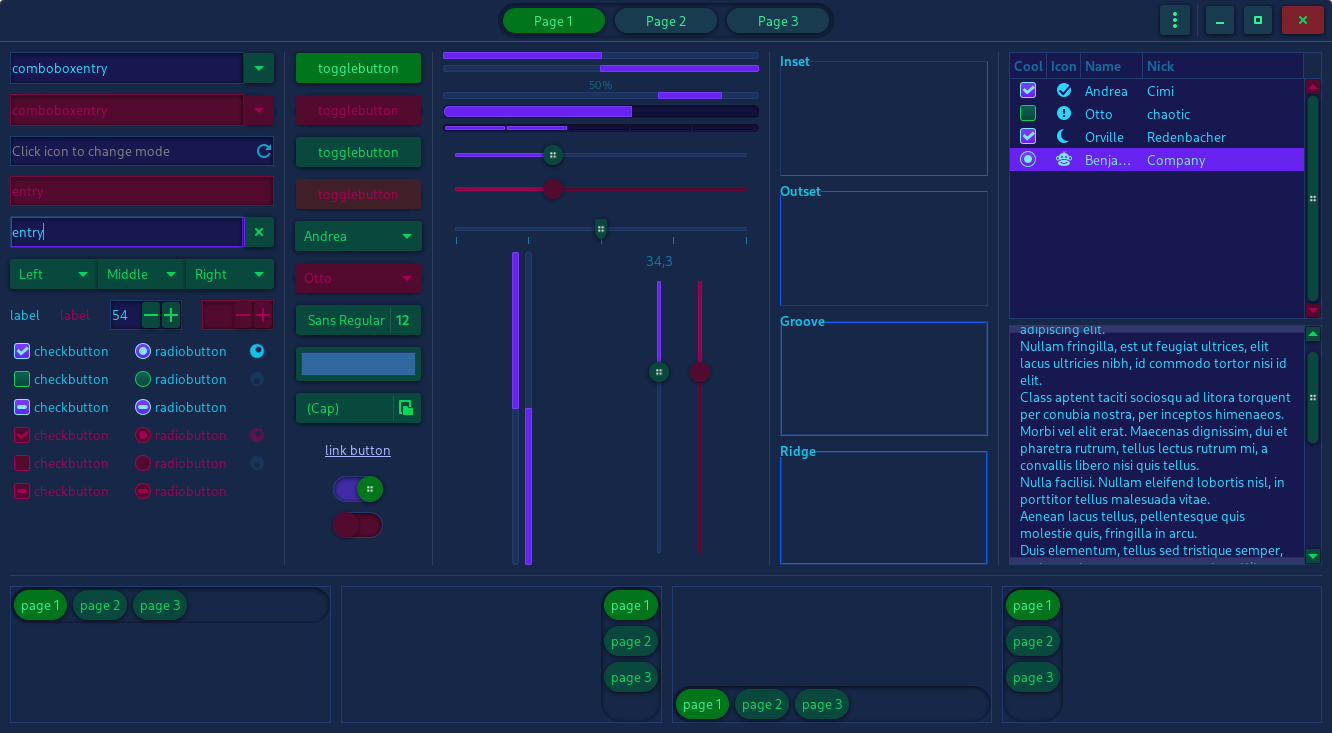 Page 1
Page 2
Page 3
comboboxentry
comboboxentry
Click icon to change mode
entry
entry
Left
Middle
Right
label
label
54
checkbutton
radiobutton
checkbutton
radiobutton
checkbutton
radiobutton
checkbutton
radiobutton
checkbutton
radiobutton
checkbutton
radiobutton
togglebutton
togglebutton
togglebutton
togglebutton
Andrea
Otto
Sans Regular 12
(Cap)
link button
50%
34,3
Inset
Outset
Groove
Ridge
Cool Icon Name Nick
Andrea Cimi
Otto chaotic
Orville Redenbacher
Benja… Company
adipiscing elit.
Nullam fringilla, est ut feugiat ultrices, elit
lacus ultricies nibh, id commodo tortor nisi id
elit.
Class aptent taciti sociosqu ad litora torquent
per conubia nostra, per inceptos himenaeos.
Morbi vel elit erat. Maecenas dignissim, dui et
pharetra rutrum, tellus lectus rutrum mi, a
convallis libero nisi quis tellus.
Nulla facilisi. Nullam eleifend lobortis nisl, in
porttitor tellus malesuada vitae.
Aenean lacus tellus, pellentesque quis
molestie quis, fringilla in arcu.
Duis elementum, tellus sed tristique semper,
page 1
page 2
page 3
page 1
page 2
page 3
page 1
page 2
page 3
page 1
page 2
page 3